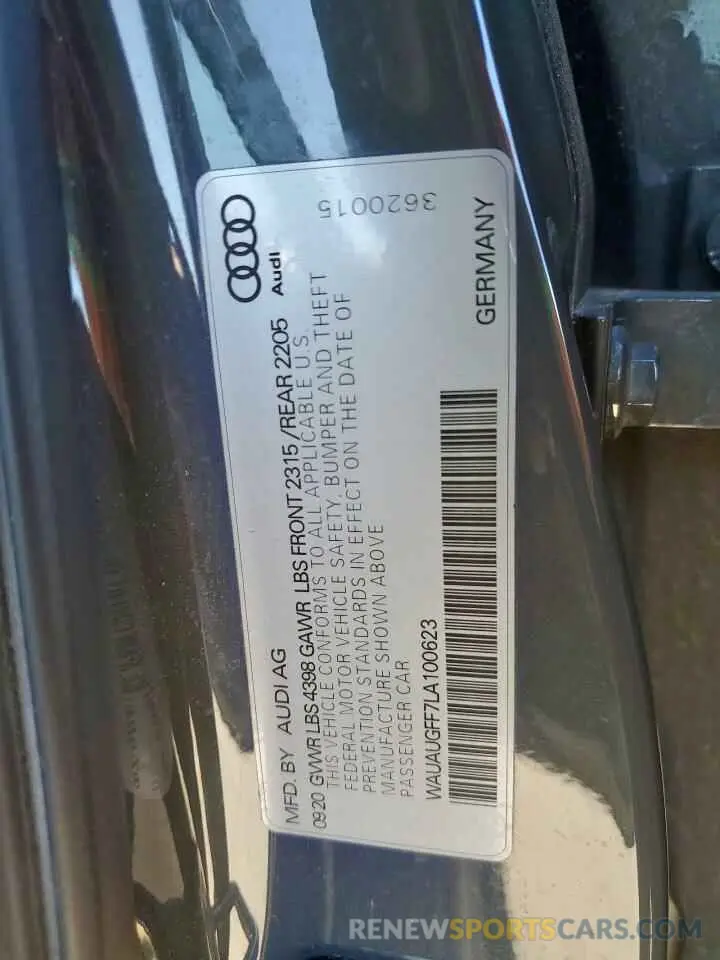 3620015
Audi
MFD. BY AUDI AG
0920 GVWR LBS 4398 GAWR LBS FRONT 2315 /REAR 2205
THIS VEHICLE CONFORMS TO ALL APPLICABLE U.S.
FEDERAL MOTOR VEHICLE SAFETY, BUMPER AND THEFT
PREVENTION STANDARDS IN EFFECT ON THE DATE OF
MANUFACTURE SHOWN ABOVE
PASSENGER CAR
WAUAUGFF7LA100623
GERMANY
RENEWSPORTSCARS.COM